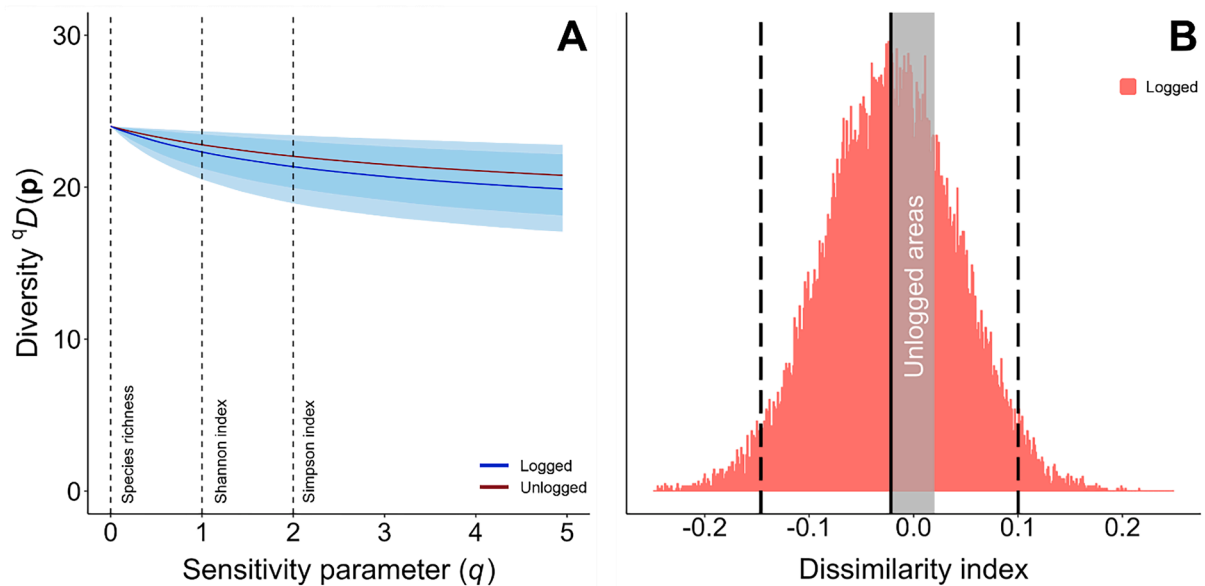 A
30
20
10
0
Diversity qD(p)
Species richness
Shannon index
Simpson index
Logged
Unlogged
0 1 2 3 4 5
Sensitivity parameter (q)
B
Logged
Unlogged areas
-0.2 -0.1 0.0 0.1 0.2
Dissimilarity index